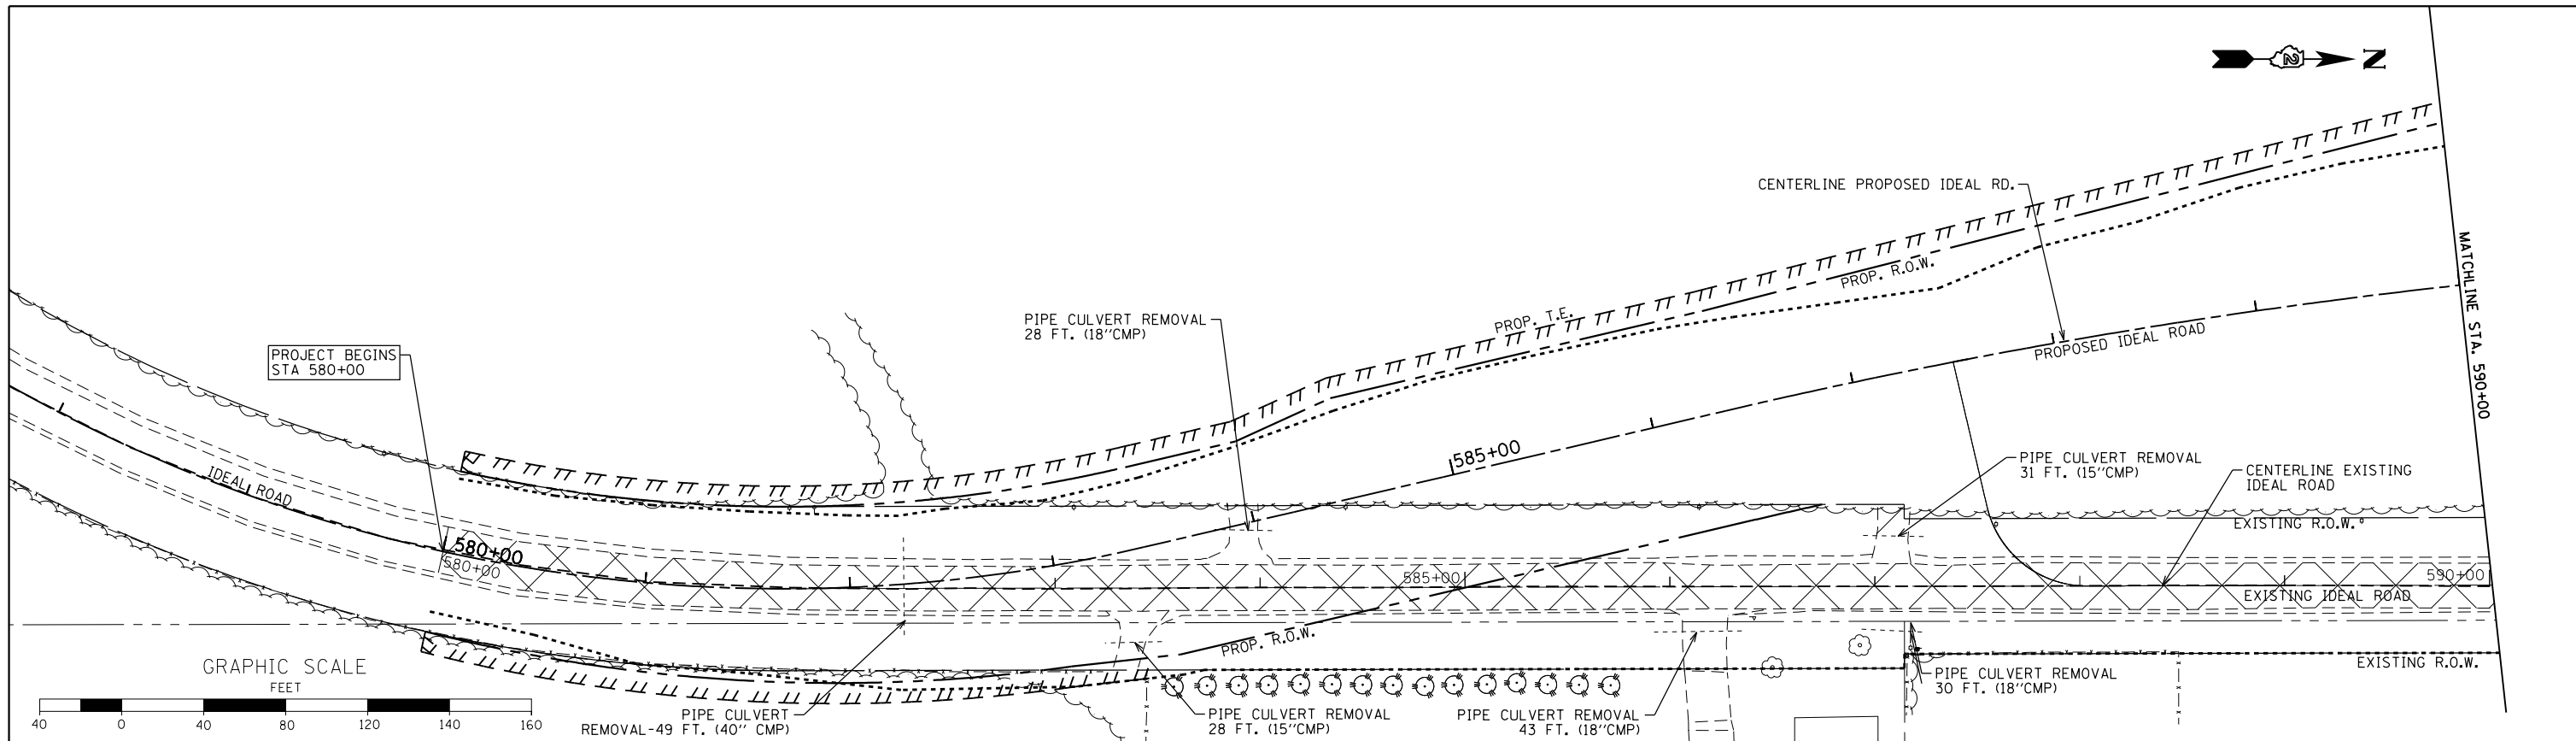 N
CENTERLINE PROPOSED IDEAL RD.
MATCHLINE STA. 590+00
PROP. R.O.W.
PROP. T.E.
PIPE CULVERT REMOVAL
28 FT. (18"CMP)
PROPOSED IDEAL ROAD
PROJECT BEGINS
STA 580+00
585+00
PIPE CULVERT REMOVAL
31 FT. (15"CMP)
CENTERLINE EXISTING
IDEAL ROAD
IDEAL ROAD
EXISTING R.O.W.
580+00
580+00
585+00
590+00
EXISTING IDEAL ROAD
PROP. R.O.W.
EXISTING R.O.W.
GRAPHIC SCALE
FEET
40 0 40 80 120 140 160
PIPE CULVERT
REMOVAL-49 FT. (40" CMP)
PIPE CULVERT REMOVAL
28 FT. (15"CMP)
PIPE CULVERT REMOVAL
43 FT. (18"CMP)
PIPE CULVERT REMOVAL
30 FT. (18"CMP)